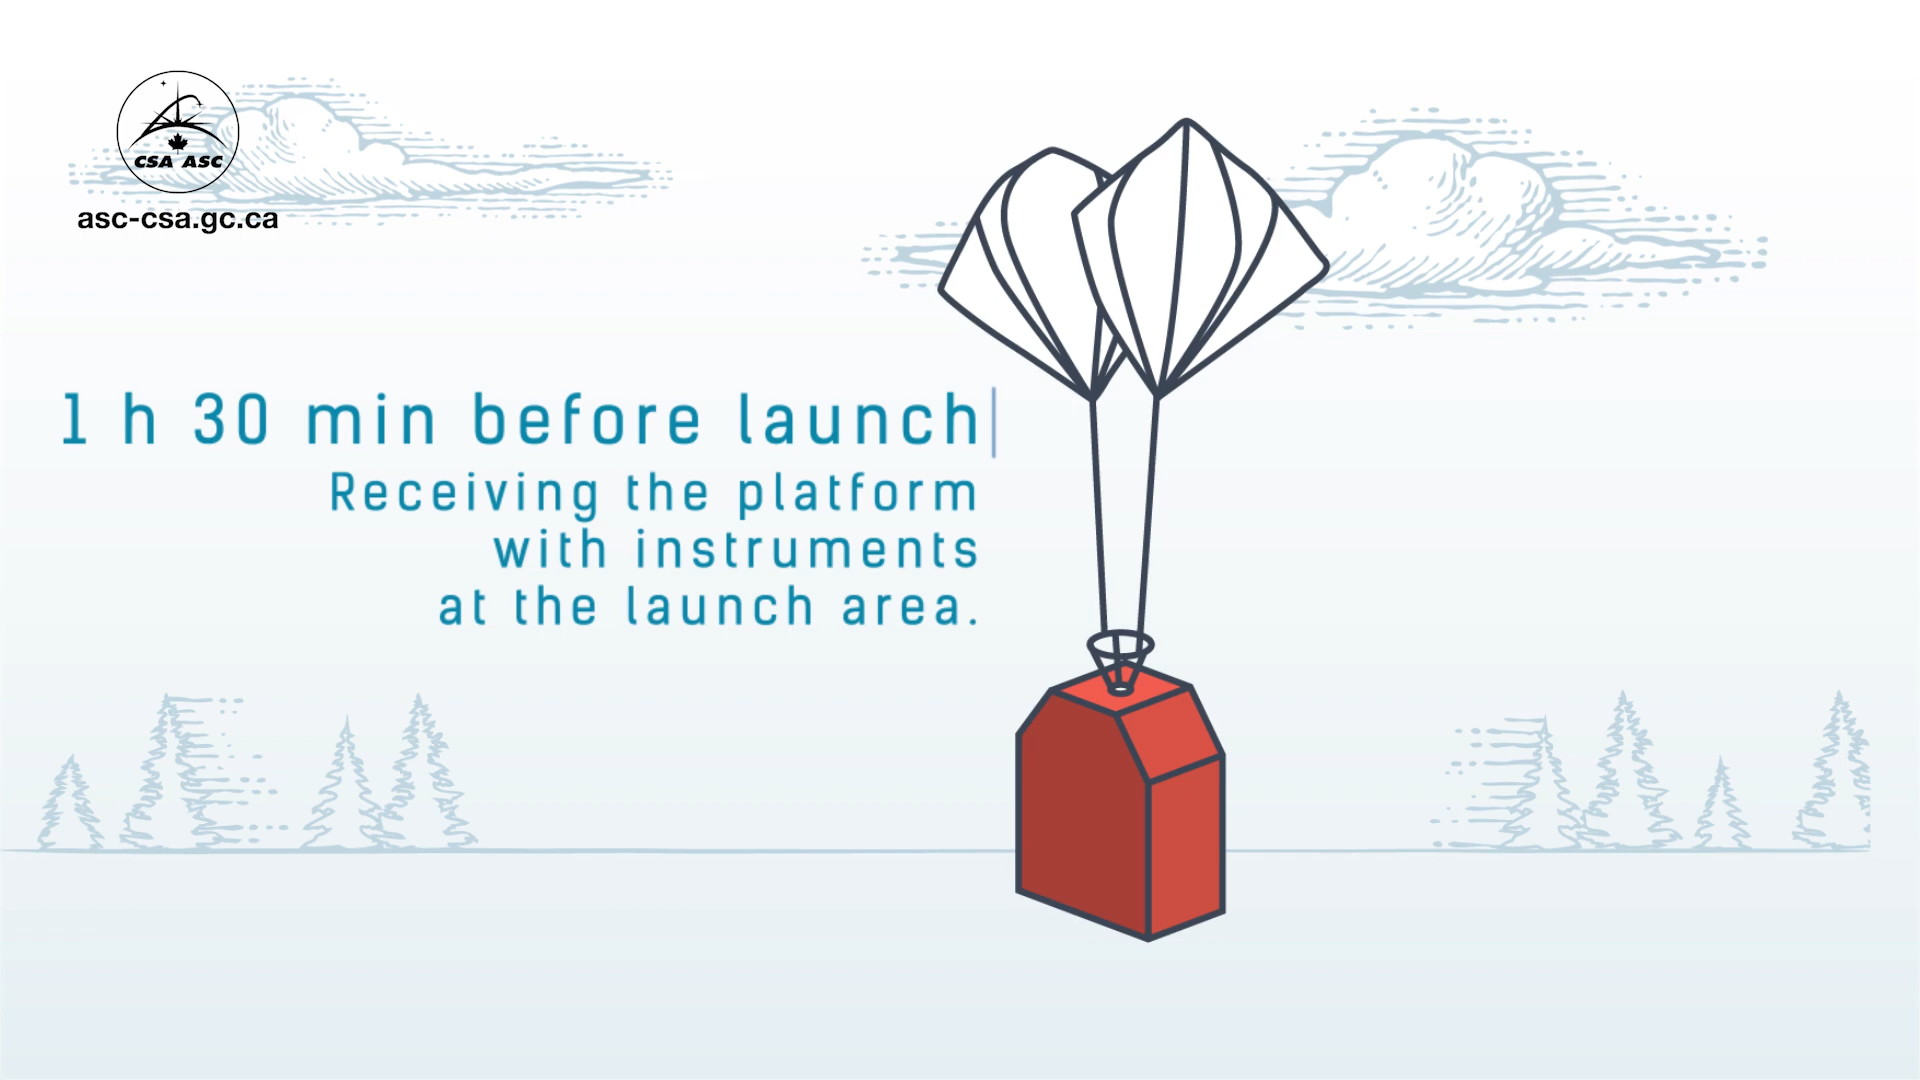 CSA ASC
asc-csa.gc.ca
1 h 30 min before launch
Receiving the platform
with instruments
at the launch area.